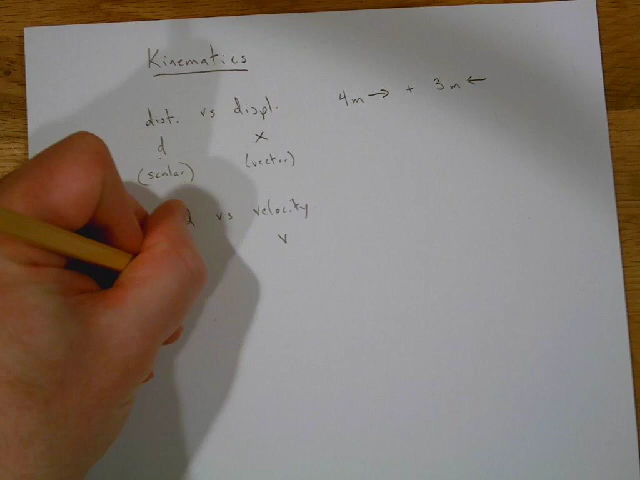 Kinematics
4m → + 3m ←
dist. vs displ.
d x
(scalar) (vector)
vs velocity
v